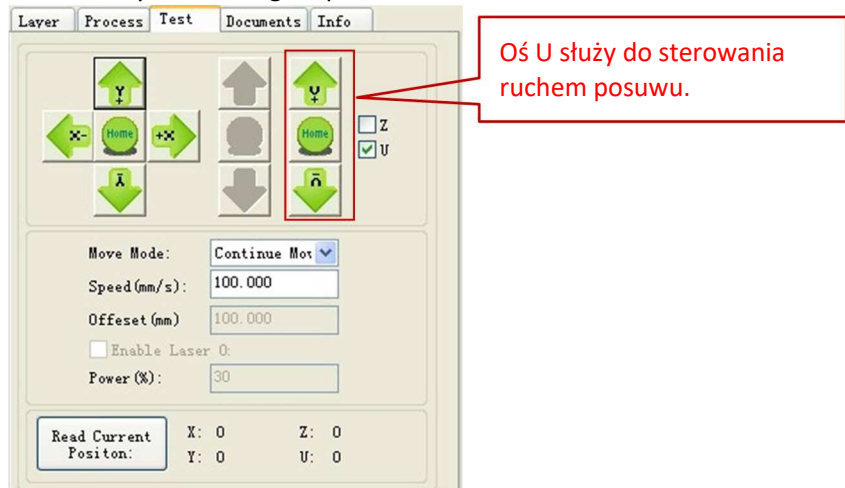 Layer Process Test Documents Info
Oś U służy do sterowania
ruchem posuwu.
Y+
U+
X- Home +X Home
Z
U
Y-
U-
Move Mode: Continue Mov
Speed(mm/s): 100.000
Offeset(mm) 100.000
Enable Laser O:
Power(%): 30
Read Current
Positon:
X: 0 Z: 0
Y: 0 U: 0